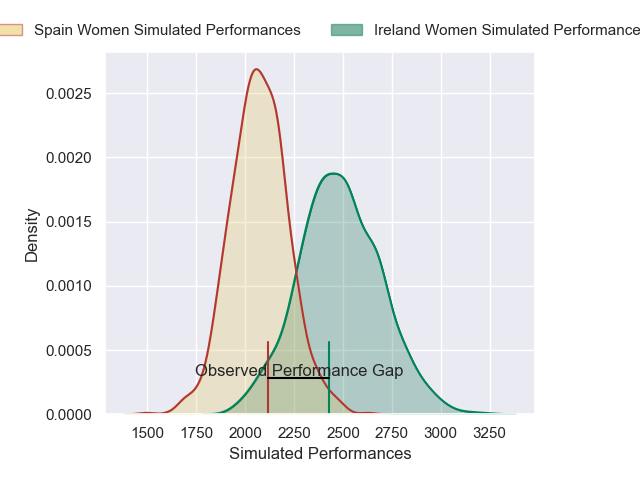 Spain Women Simulated Performances
Ireland Women Simulated Performance
0.0025
0.0020
0.0015
0.0010
0.0005
0.0000
Density
Observed Performance Gap
1500 1750 2000 2250 2500 2750 3000 3250
Simulated Performances